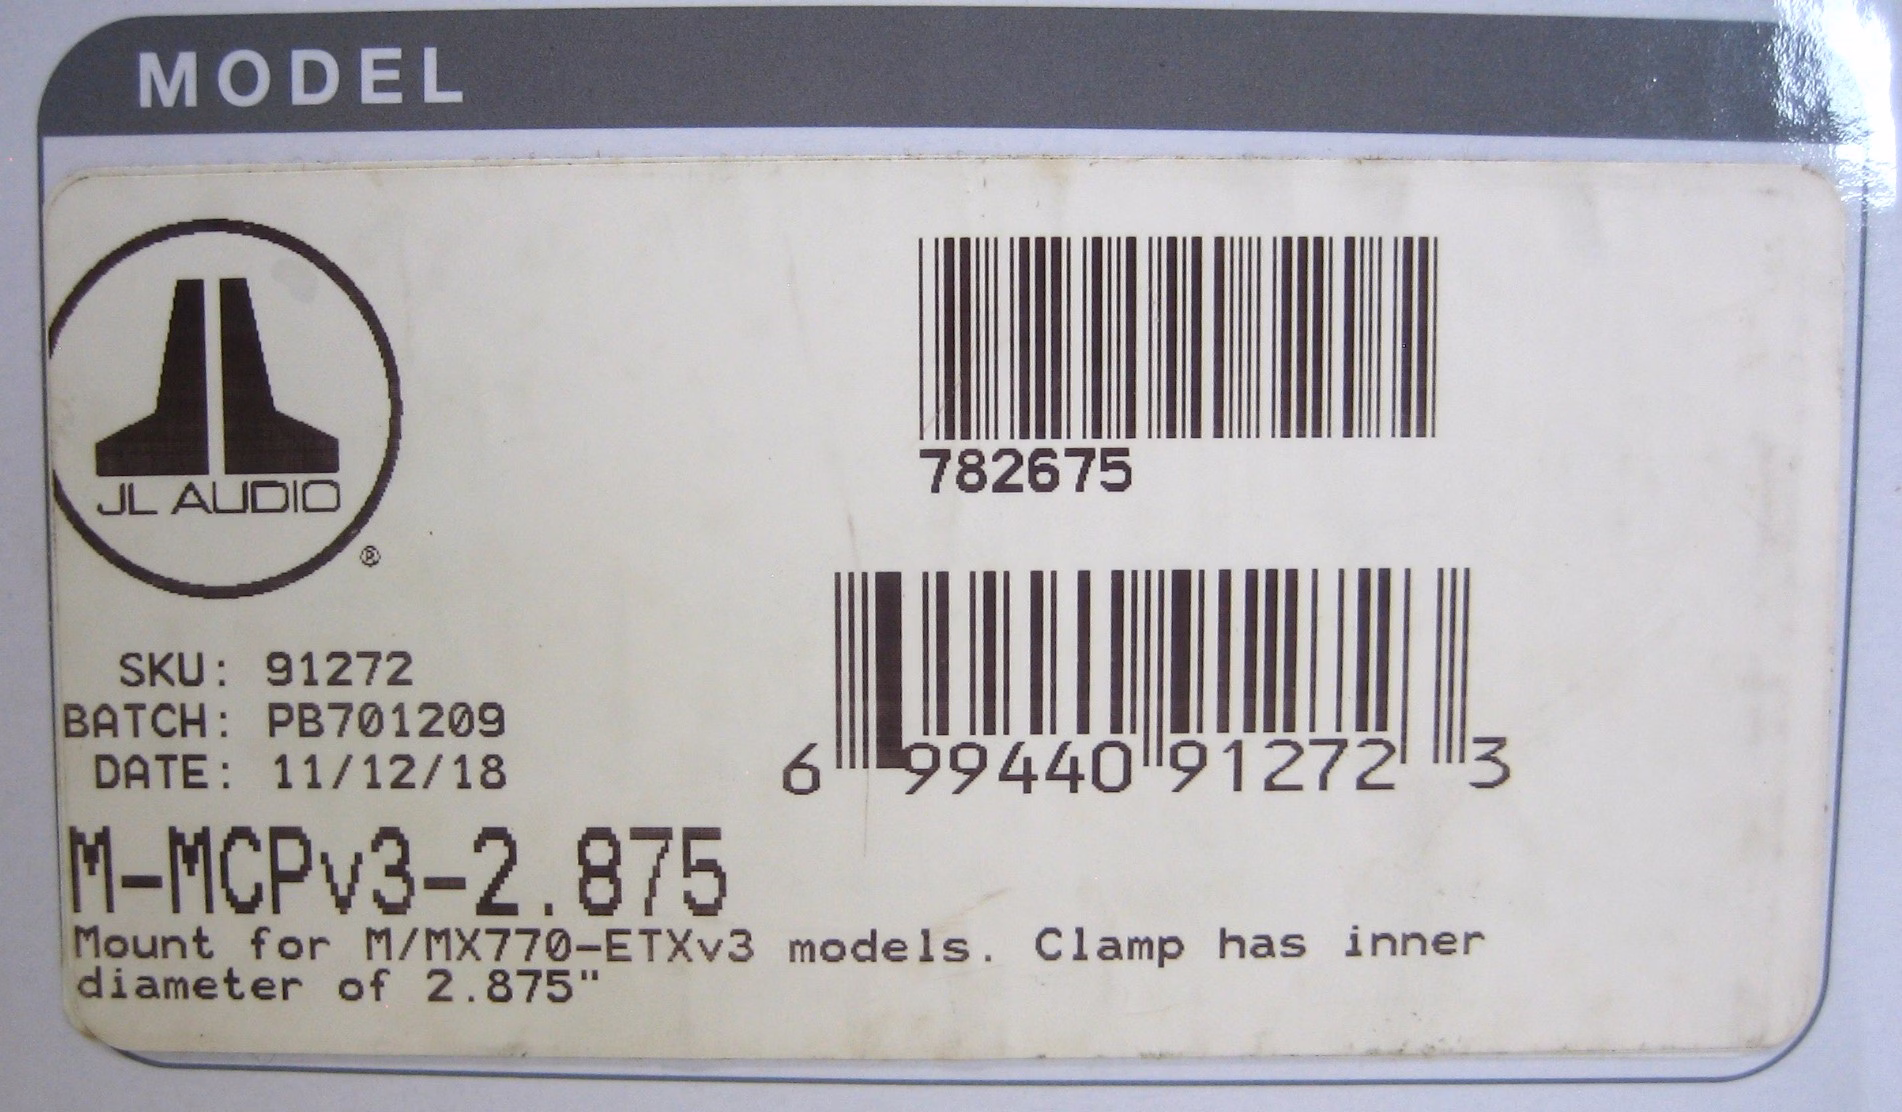 MODEL
JL AUDIO
®
782675
SKU: 91272
BATCH: PB701209
DATE: 11/12/18
6 99440 91272 3
M-MCPv3-2.875
Mount for M/MX770-ETXv3 models. Clamp has inner
diameter of 2.875"